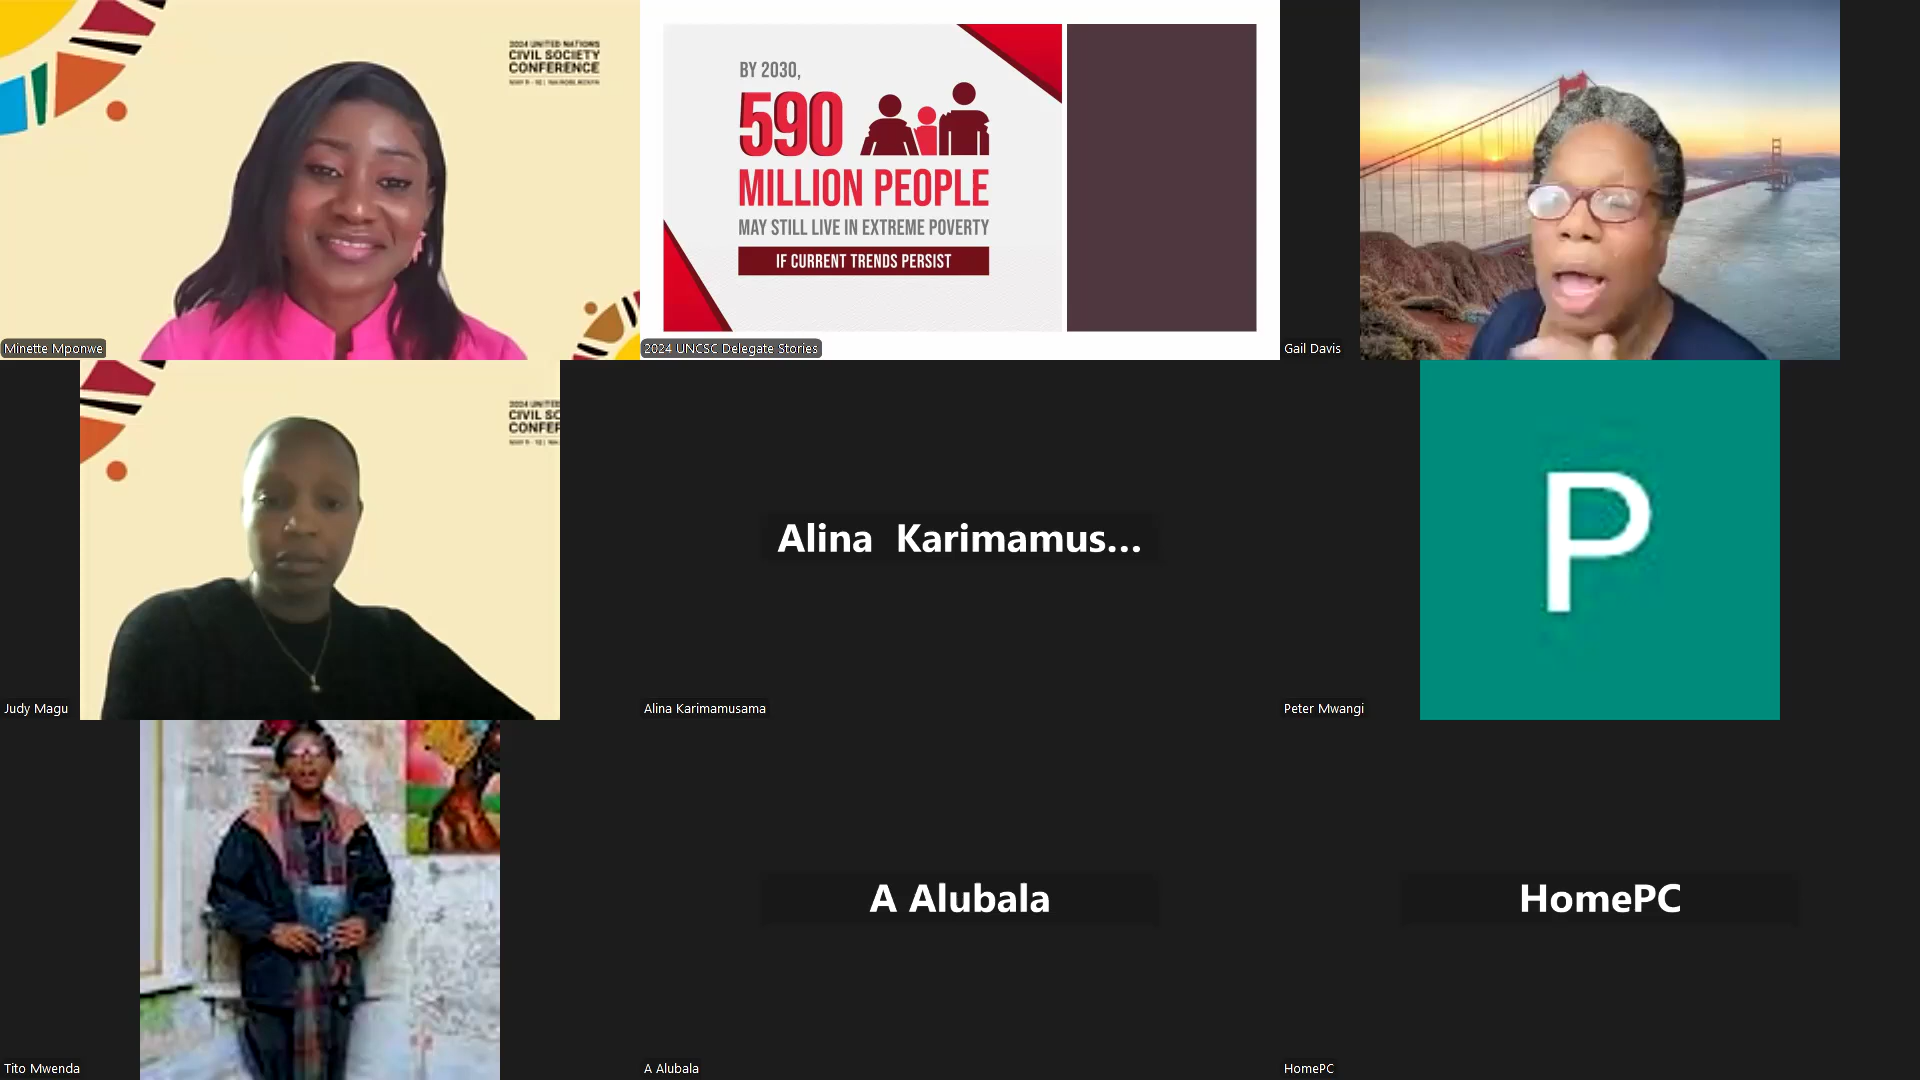 2024 UNITED NATIONS
CIVIL SOCIETY
CONFERENCE
Minette Mponwe
BY 2030,
590
MILLION PEOPLE
MAY STILL LIVE IN EXTREME POVERTY
IF CURRENT TRENDS PERSIST
2024 UNCSC Delegate Stories
Gail Davis
2024 UNITED
CIVIL SO
CONFER
Judy Magu
Alina Karimamus...
Alina Karimamusama
P
Peter Mwangi
Tito Mwenda
A Alubala
A Alubala
HomePC
HomePC